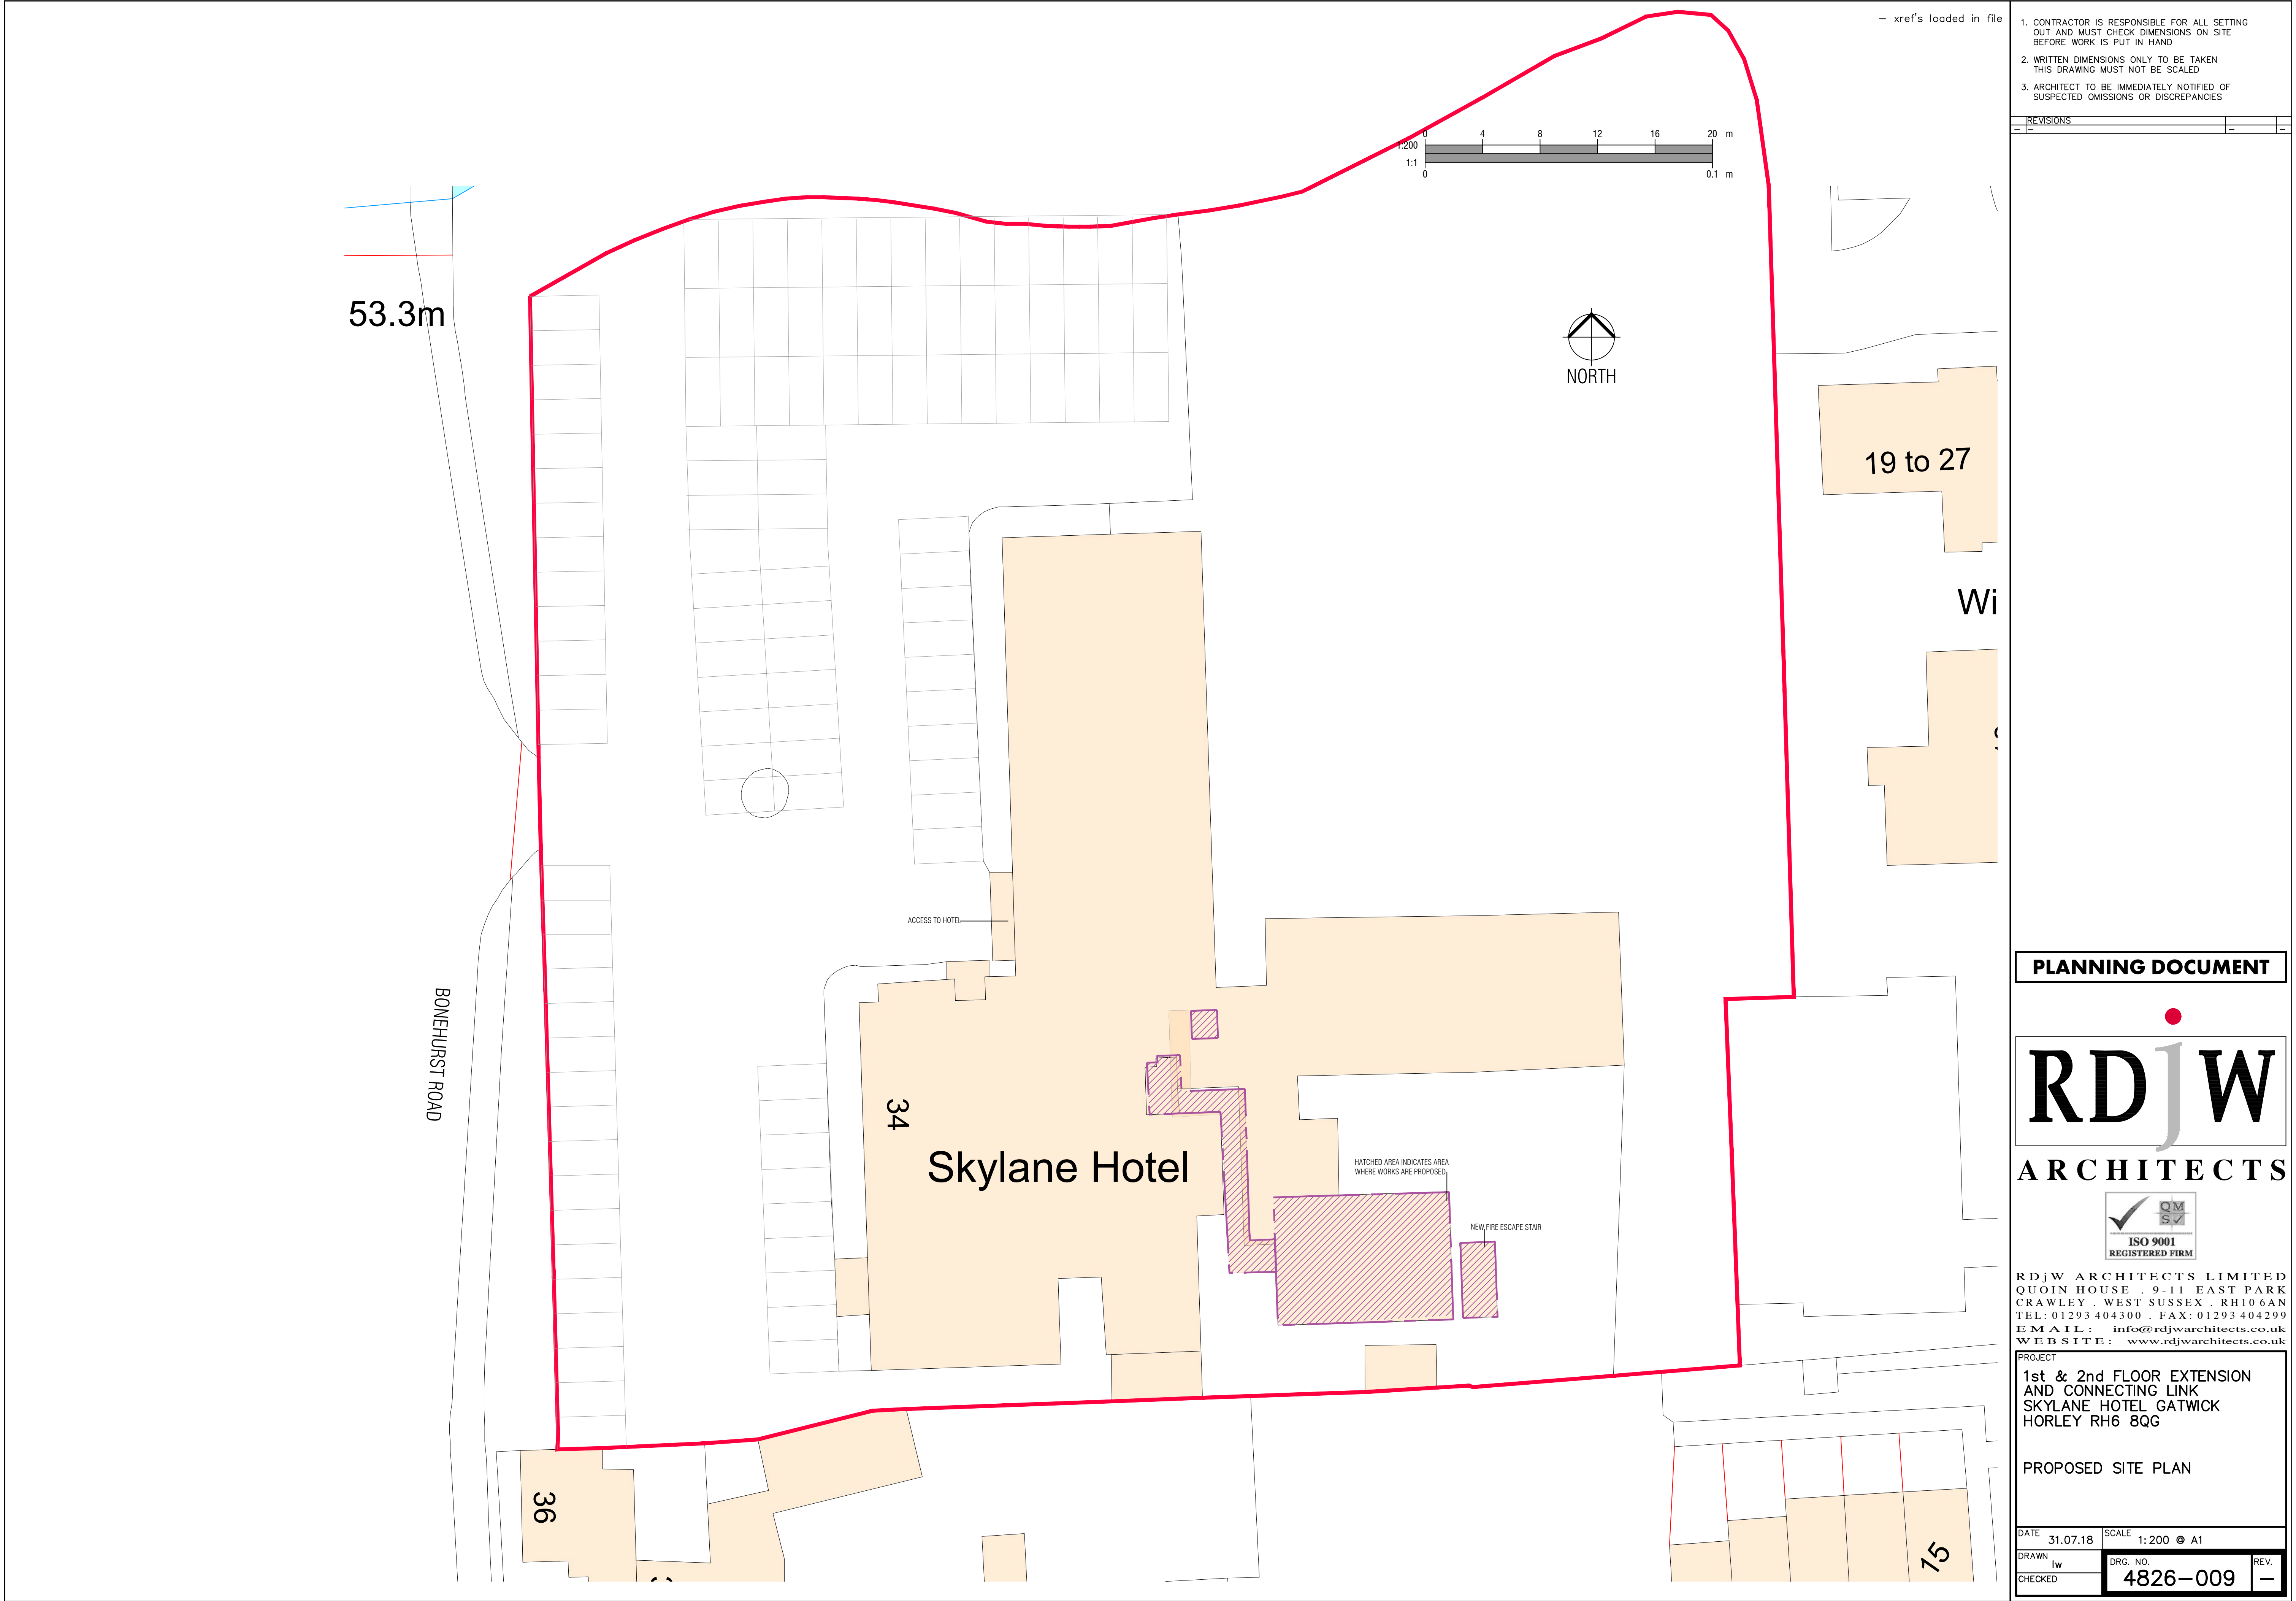 – xref's loaded in file
1. CONTRACTOR IS RESPONSIBLE FOR ALL SETTING
OUT AND MUST CHECK DIMENSIONS ON SITE
BEFORE WORK IS PUT IN HAND
2. WRITTEN DIMENSIONS ONLY TO BE TAKEN
THIS DRAWING MUST NOT BE SCALED
3. ARCHITECT TO BE IMMEDIATELY NOTIFIED OF
SUSPECTED OMISSIONS OR DISCREPANCIES
REVISIONS
– – – –
0 4 8 12 16 20 m
1:200
1:1
0 0.1 m
53.3m
NORTH
19 to 27
Wi
ACCESS TO HOTEL
BONEHURST ROAD
34
Skylane Hotel
HATCHED AREA INDICATES AREA
WHERE WORKS ARE PROPOSED
NEW FIRE ESCAPE STAIR
36
15
PLANNING DOCUMENT
RDjW
ARCHITECTS
QM
S
ISO 9001
REGISTERED FIRM
RDjW ARCHITECTS LIMITED
QUOIN HOUSE . 9-11 EAST PARK
CRAWLEY . WEST SUSSEX . RH10 6AN
TEL: 01293 404300 . FAX: 01293 404299
EMAIL: info@rdjwarchitects.co.uk
WEBSITE: www.rdjwarchitects.co.uk
PROJECT
1st & 2nd FLOOR EXTENSION
AND CONNECTING LINK
SKYLANE HOTEL GATWICK
HORLEY RH6 8QG
PROPOSED SITE PLAN
DATE 31.07.18 SCALE 1:200 @ A1
DRAWN lw
CHECKED
DRG. NO. 4826–009
REV. –